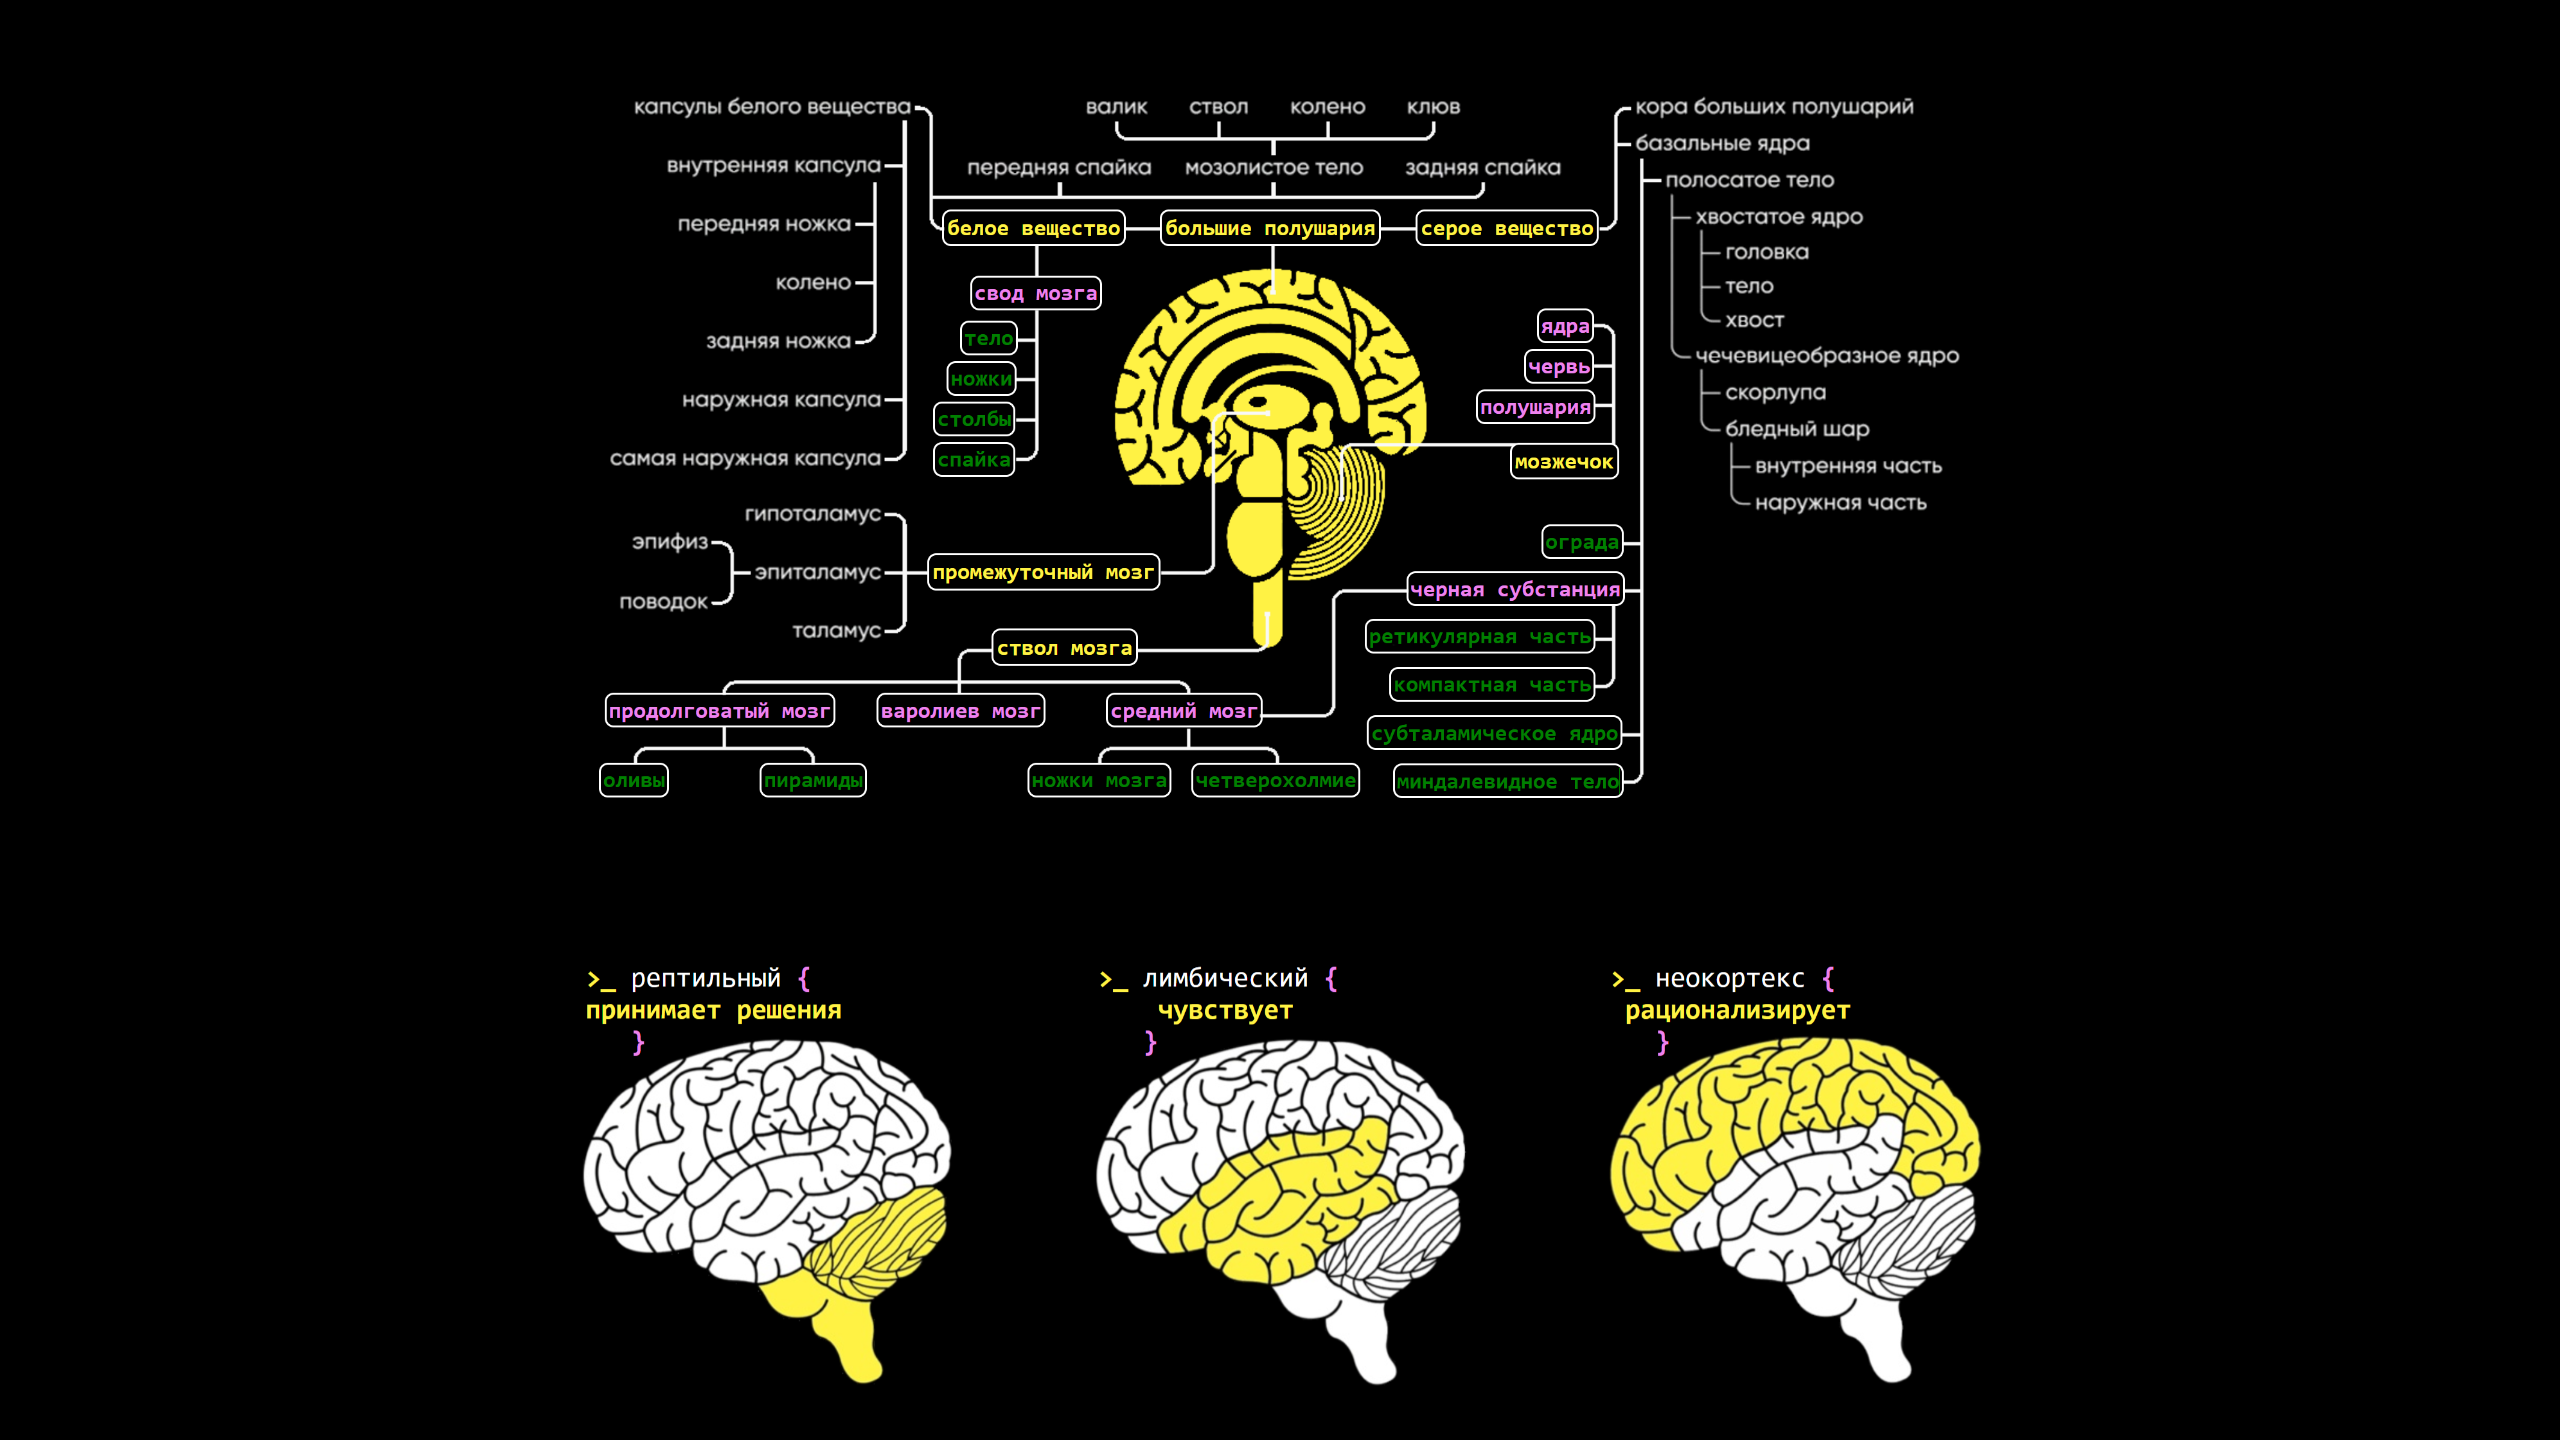 капсулы белого вещества
внутренняя капсула
передняя ножка
колено
задняя ножка
наружная капсула
самая наружная капсула
валик ствол колено клюв
передняя спайка мозолистое тело задняя спайка
белое вещество большие полушария серое вещество
свод мозга
тело
ножки
столбы
спайка
кора больших полушарий
базальные ядра
полосатое тело
хвостатое ядро
головка
тело
хвост
чечевицеобразное ядро
скорлупа
бледный шар
внутренняя часть
наружная часть
ядра
червь
полушария
мозжечок
гипоталамус
эпифиз
эпиталамус
поводок
таламус
промежуточный мозг
ствол мозга
продолговатый мозг варолиев мозг средний мозг
оливы пирамиды ножки мозга четверохолмие
ограда
черная субстанция
ретикулярная часть
компактная часть
субталамическое ядро
миндалевидное тело
>_ рептильный {
принимает решения
}
>_ лимбический {
чувствует
}
>_ неокортекс {
рационализирует
}